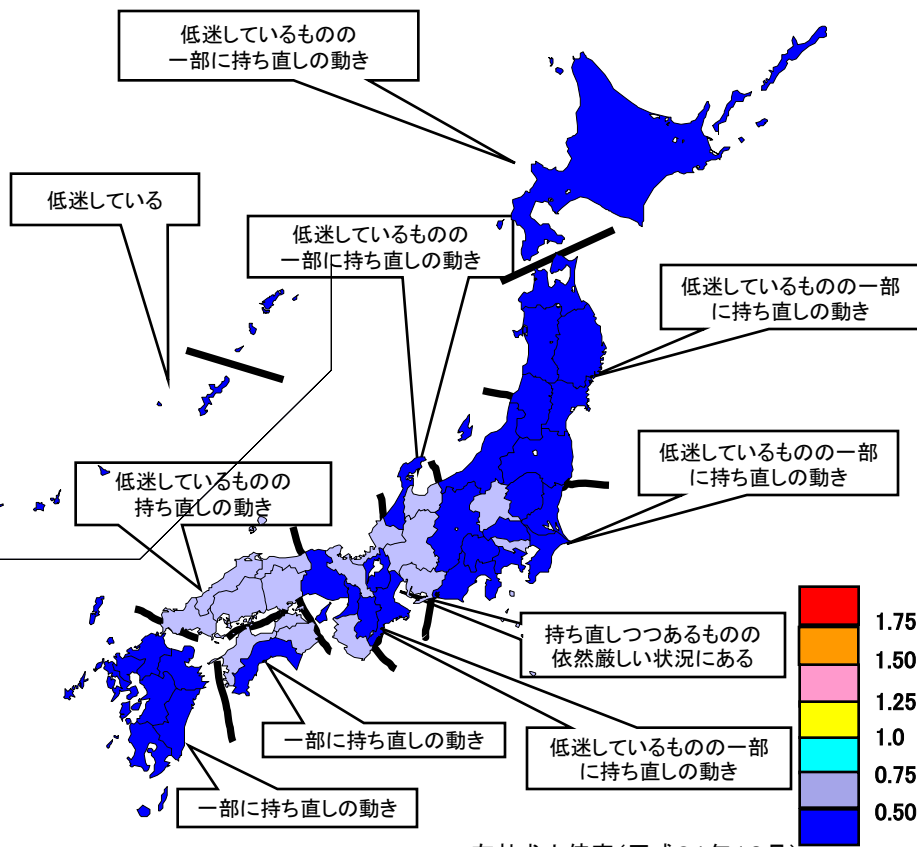 低迷しているものの
一部に持ち直しの動き
低迷している
低迷しているものの
一部に持ち直しの動き
低迷しているものの一部
に持ち直しの動き
低迷しているものの一部
に持ち直しの動き
低迷しているものの
持ち直しの動き
持ち直しつつあるものの
依然厳しい状況にある
一部に持ち直しの動き
低迷しているものの一部
に持ち直しの動き
一部に持ち直しの動き
1.75
1.50
1.25
1.0
0.75
0.50